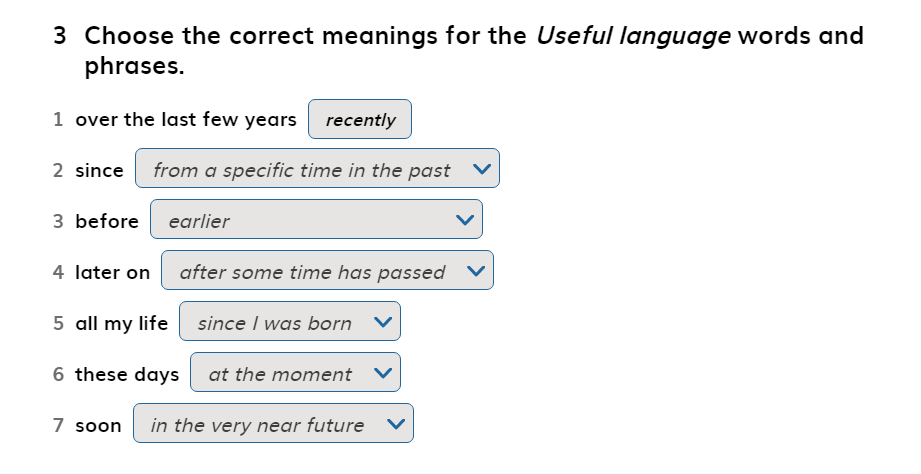 3 Choose the correct meanings for the Useful language words and
phrases.
1 over the last few years recently
2 since from a specific time in the past
3 before earlier
4 later on after some time has passed
5 all my life since I was born
6 these days at the moment
7 soon in the very near future